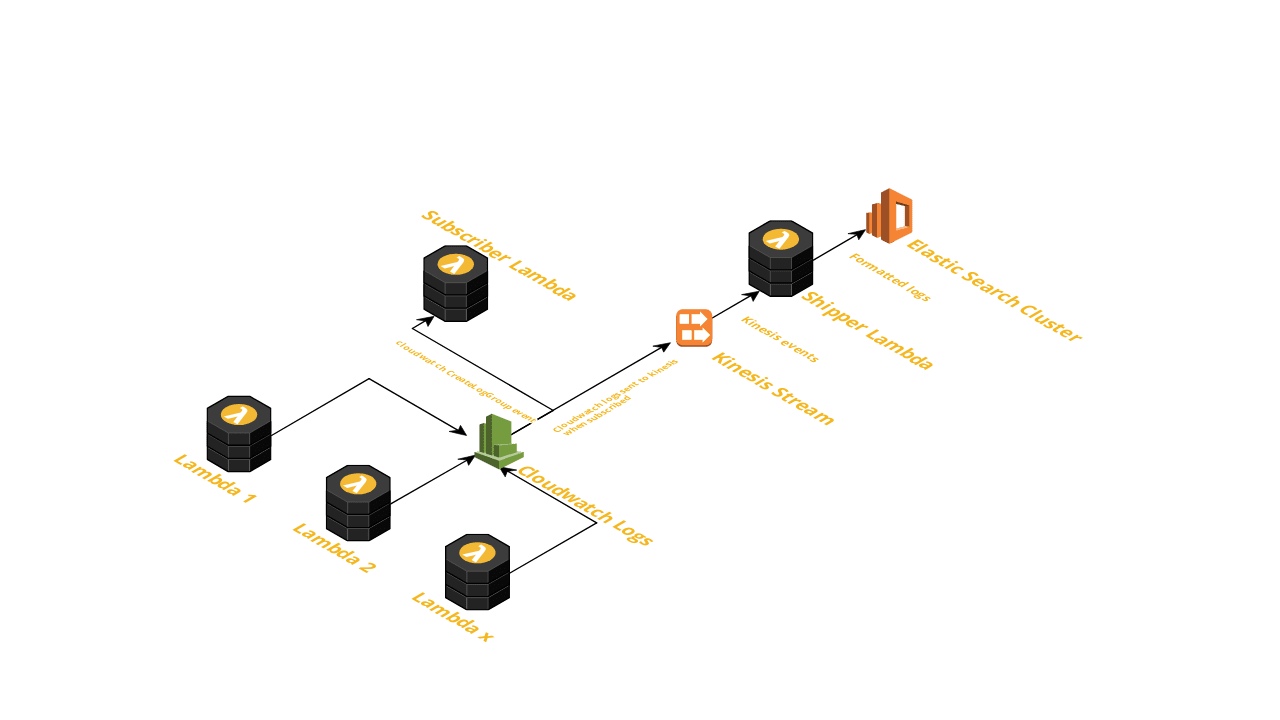 Subscriber Lambda
Elastic Search Cluster
Formatted logs
Shipper Lambda
Kinesis events
Kinesis Stream
cloudwatch CreateLogGroup event
Cloudwatch logs sent to kinesis
when subscribed
Cloudwatch Logs
Lambda 1
Lambda 2
Lambda x